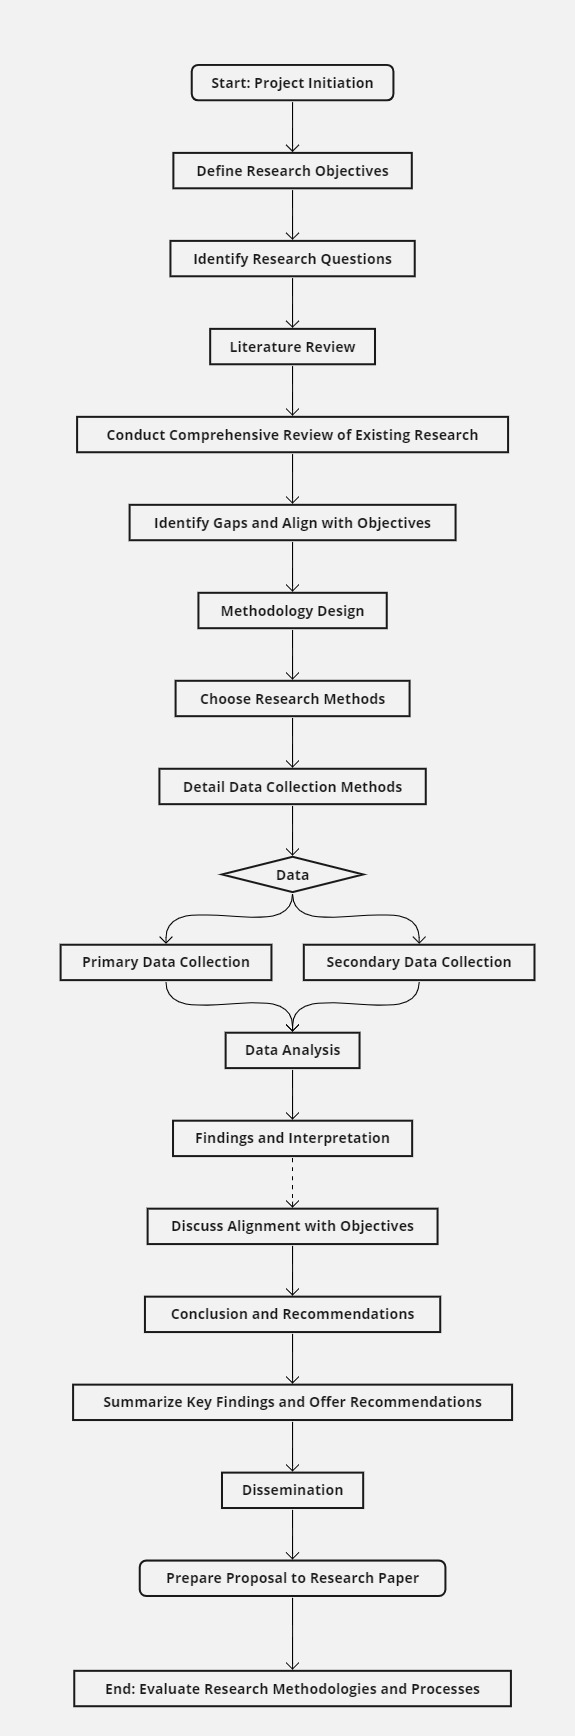 Start: Project Initiation
Define Research Objectives
Identify Research Questions
Literature Review
Conduct Comprehensive Review of Existing Research
Identify Gaps and Align with Objectives
Methodology Design
Choose Research Methods
Detail Data Collection Methods
Data
Primary Data Collection
Secondary Data Collection
Data Analysis
Findings and Interpretation
Discuss Alignment with Objectives
Conclusion and Recommendations
Summarize Key Findings and Offer Recommendations
Dissemination
Prepare Proposal to Research Paper
End: Evaluate Research Methodologies and Processes